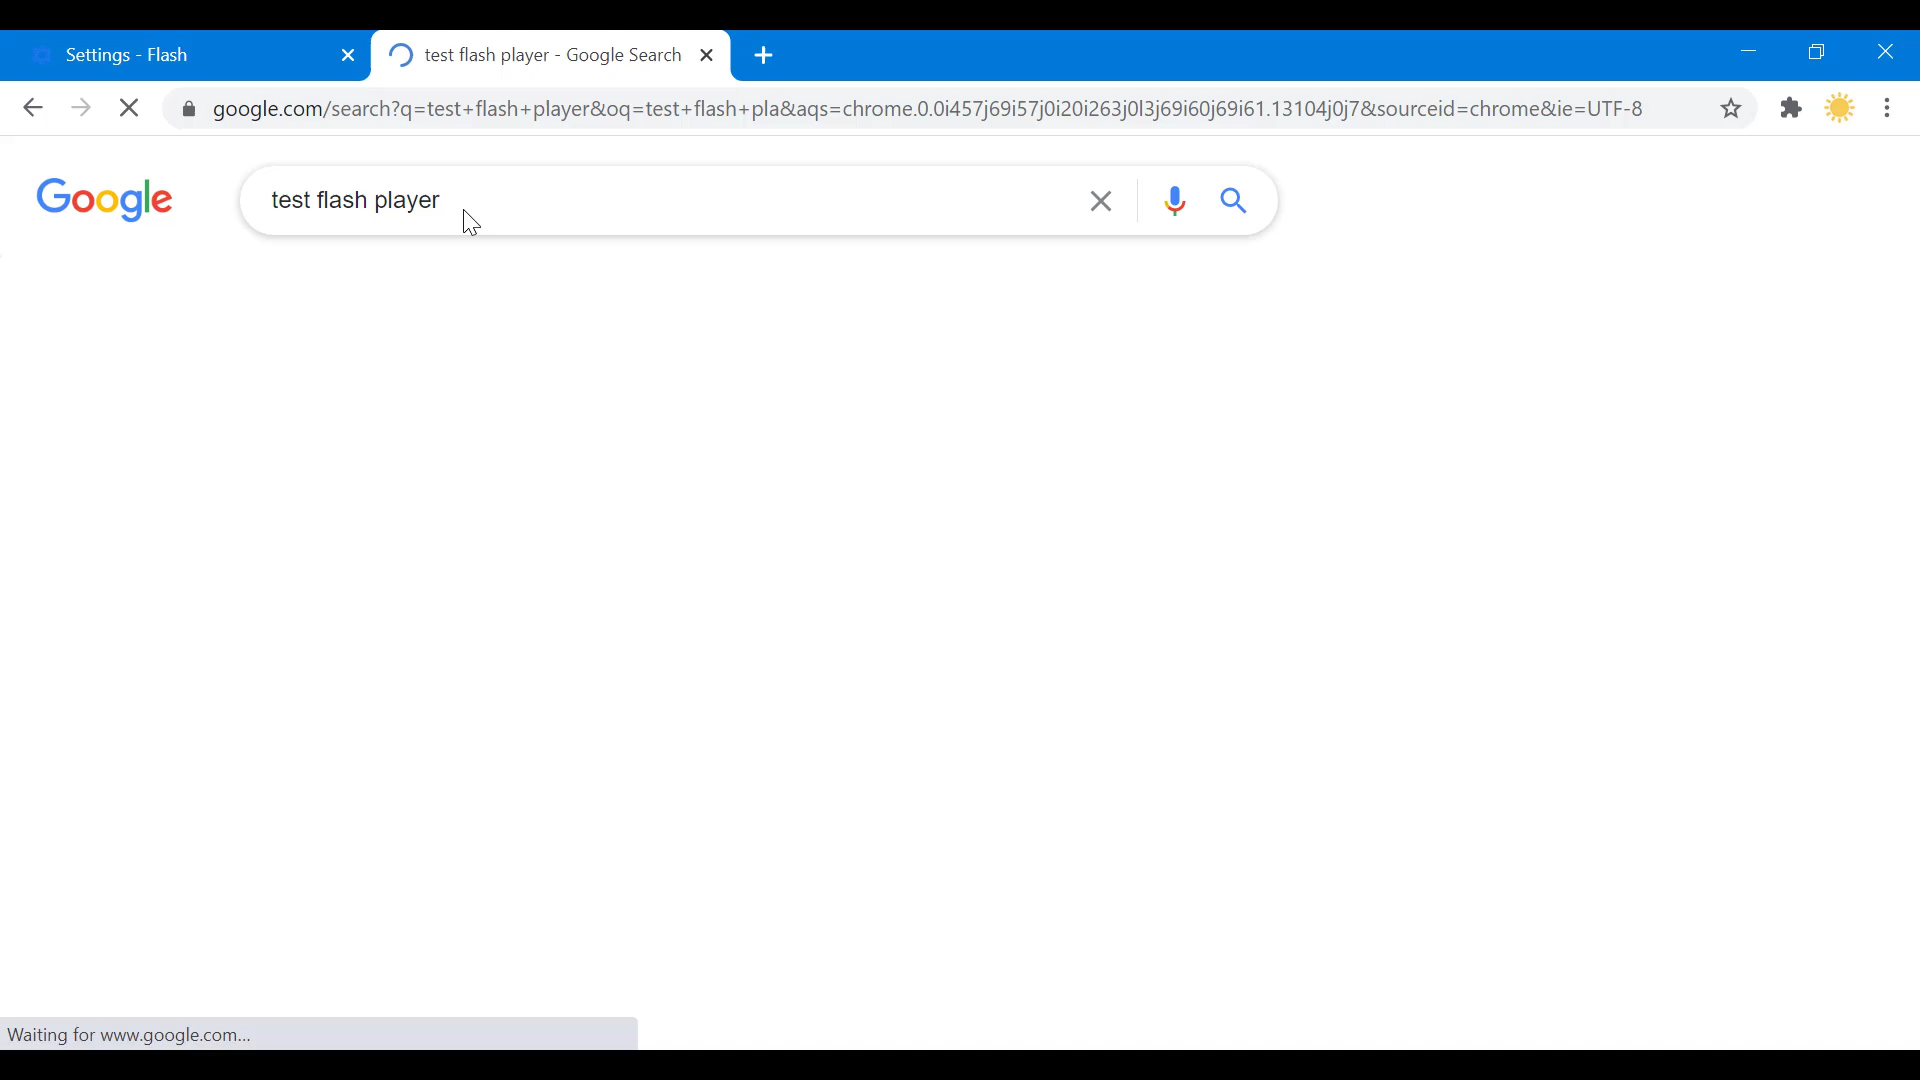 Settings - Flash
test flash player - Google Search
google.com/search?q=test+flash+player&oq=test+flash+pla&aqs=chrome.0.0i457j69i57j0i20i263j0l3j69i60j69i61.13104j0j7&sourceid=chrome&ie=UTF-8
Google
test flash player
Waiting for www.google.com...